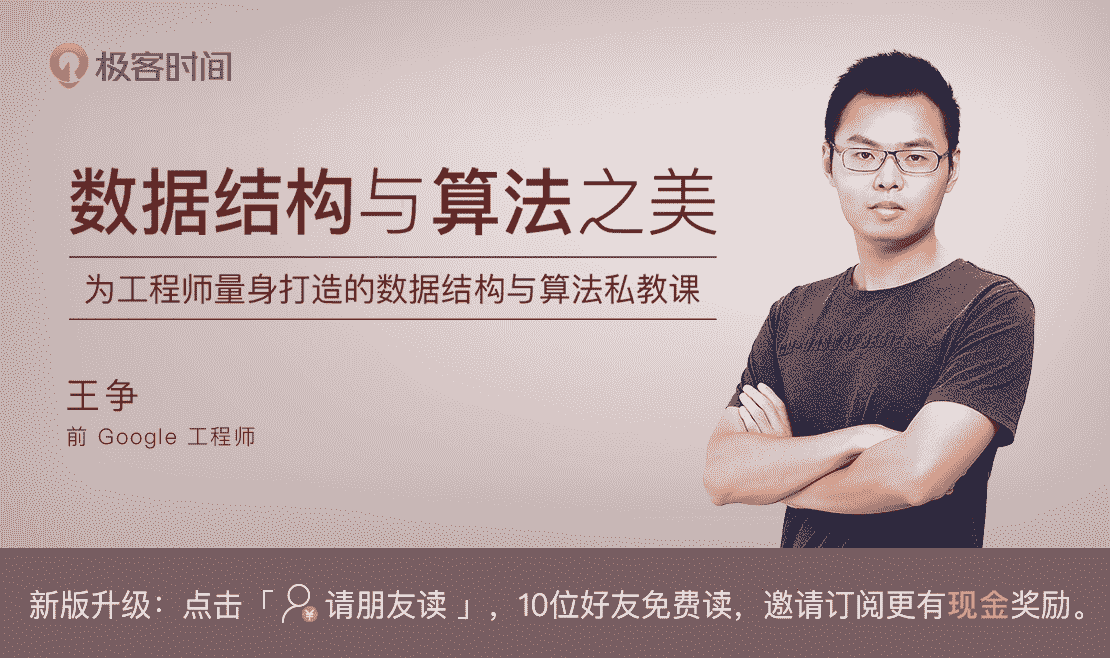 极客时间
数据结构与算法之美
为工程师量身打造的数据结构与算法私教课
王争
前 Google 工程师
新版升级：点击「 请朋友读 」，10位好友免费读，邀请订阅更有现金奖励。